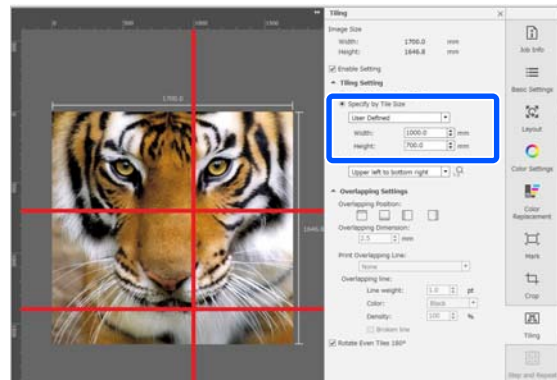 Tiling
Image Size
Width: 1700.0 mm
Height: 1646.8 mm
Enable Setting
Tiling Setting
Specify by Tile Size
User Defined
Width: 1000.0 mm
Height: 700.0 mm
Upper left to bottom right
Overlapping Settings
Overlapping Position:
Overlapping Dimension:
2.5 mm
Print Overlapping Line:
None
Overlapping line:
Line weight: 1.0 pt
Color: Black
Density: 100 %
Broken line
Rotate Even Tiles 180°
Job Info
Basic Settings
Layout
Color Settings
Color
Replacement
Mark
Crop
Tiling
Step and Repeat
0 500 1000 1500
1700.0